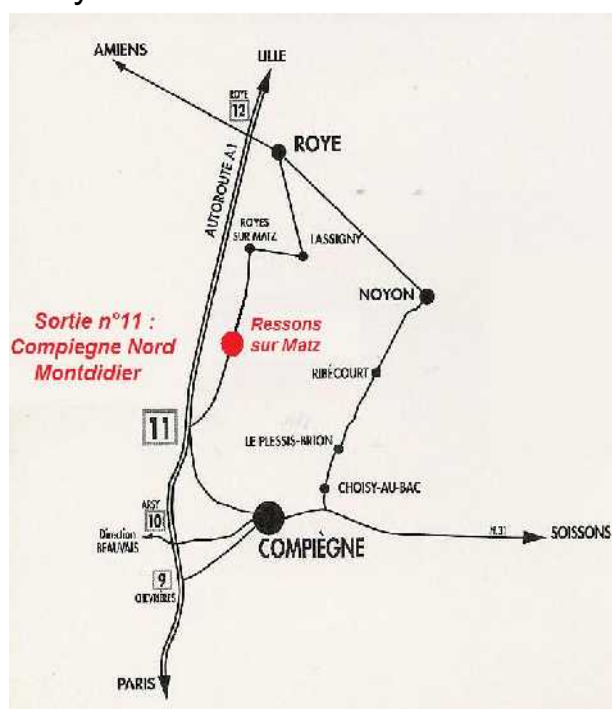 AMIENS
LILLE
ROYE
12
ROYE
AUTOROUTE A.1
ROYES
SUR MATZ
LASSIGNY
NOYON
Sortie n°11 :
Compiegne Nord
Montdidier
Ressons
sur Matz
RIBÉCOURT
11
LE PLESSIS-BRION
CHOISY-AU-BAC
ARSY
10
Direction
BEAUVAIS
COMPIÈGNE
N.31
SOISSONS
9
CHEVRIÈRES
PARIS